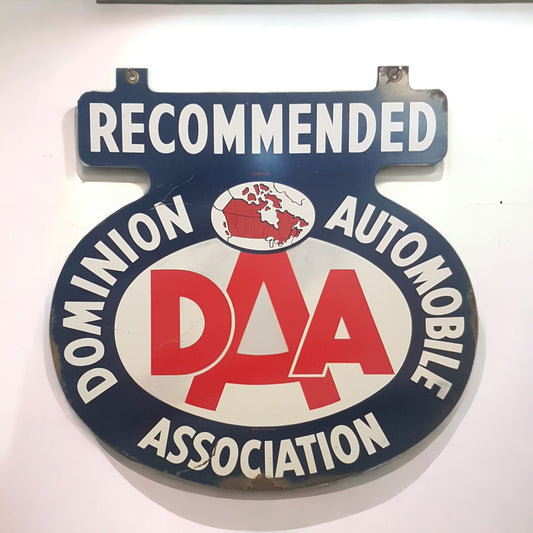 RECOMMENDED
DOMINION
AUTOMOBILE
ASSOCIATION
DAA